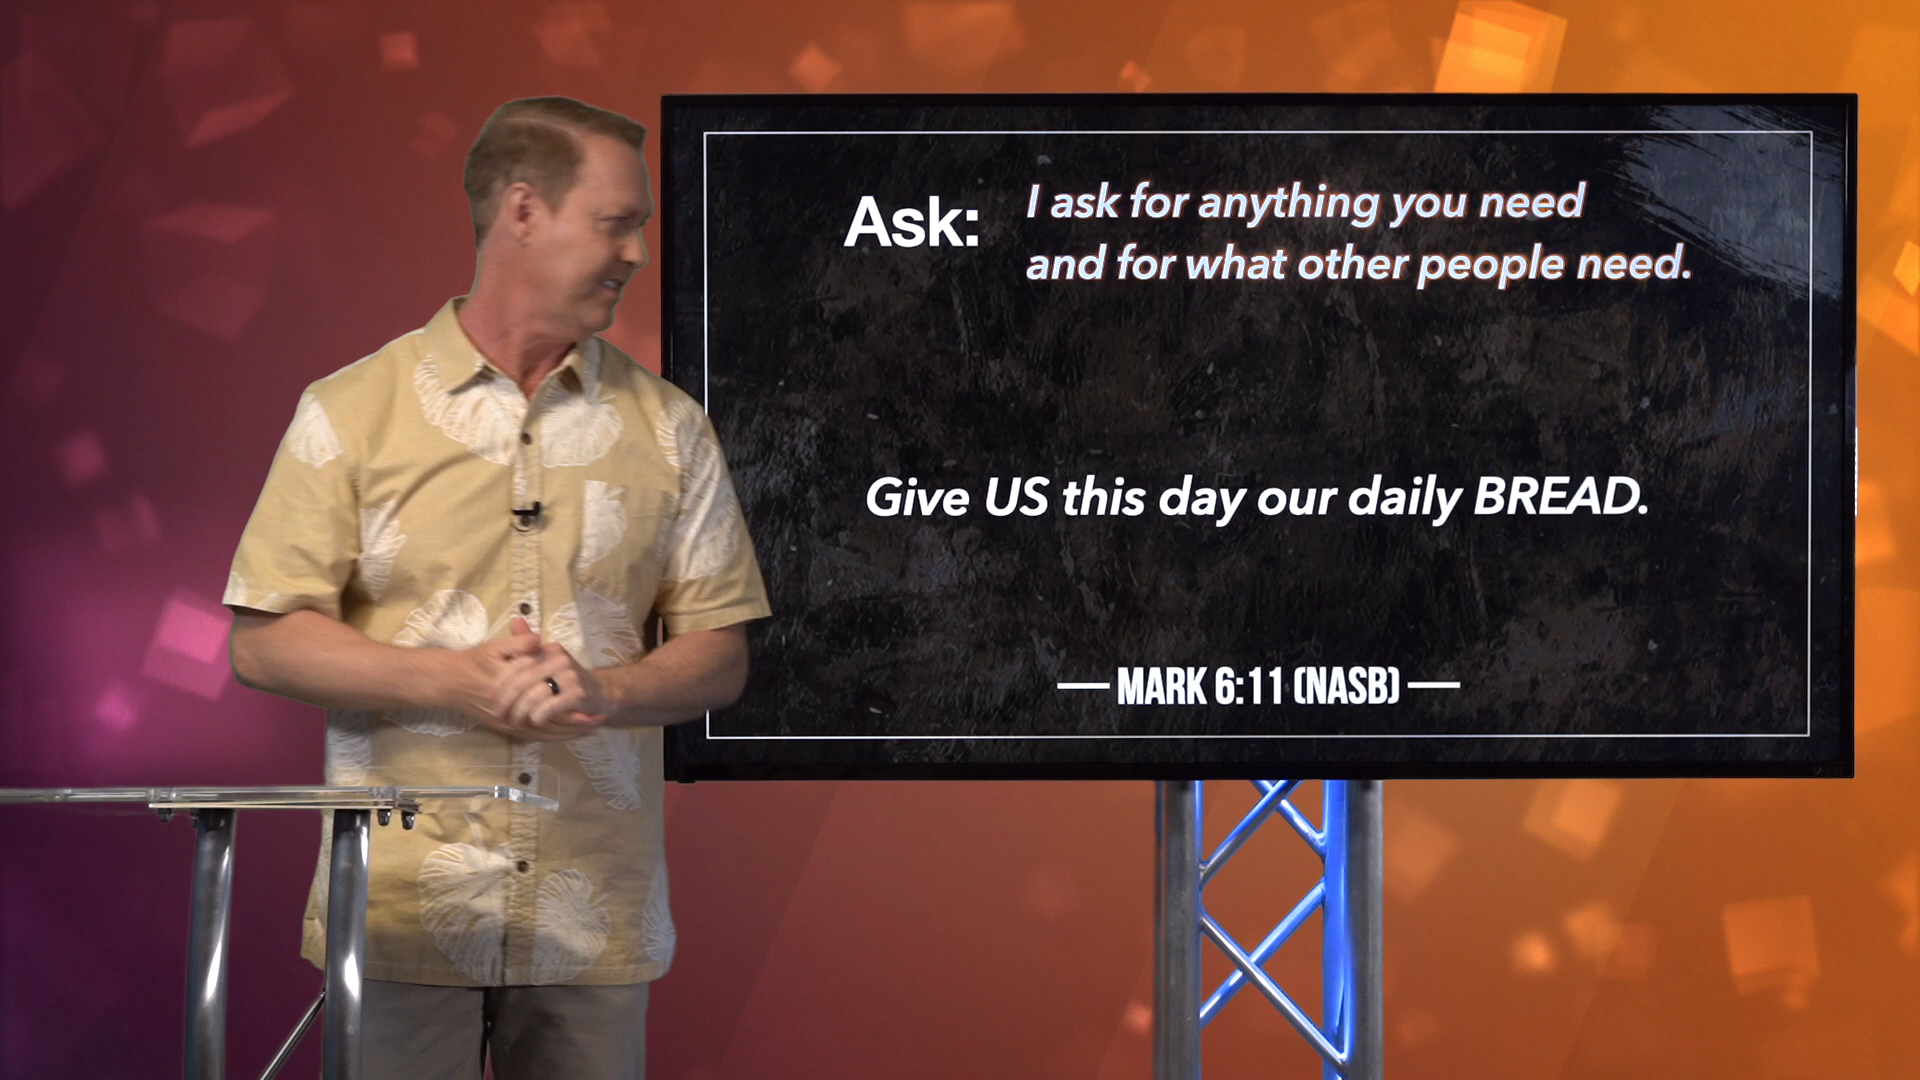 Ask:
I ask for anything you need
and for what other people need.
Give US this day our daily BREAD.
MARK 6:11 (NASB)